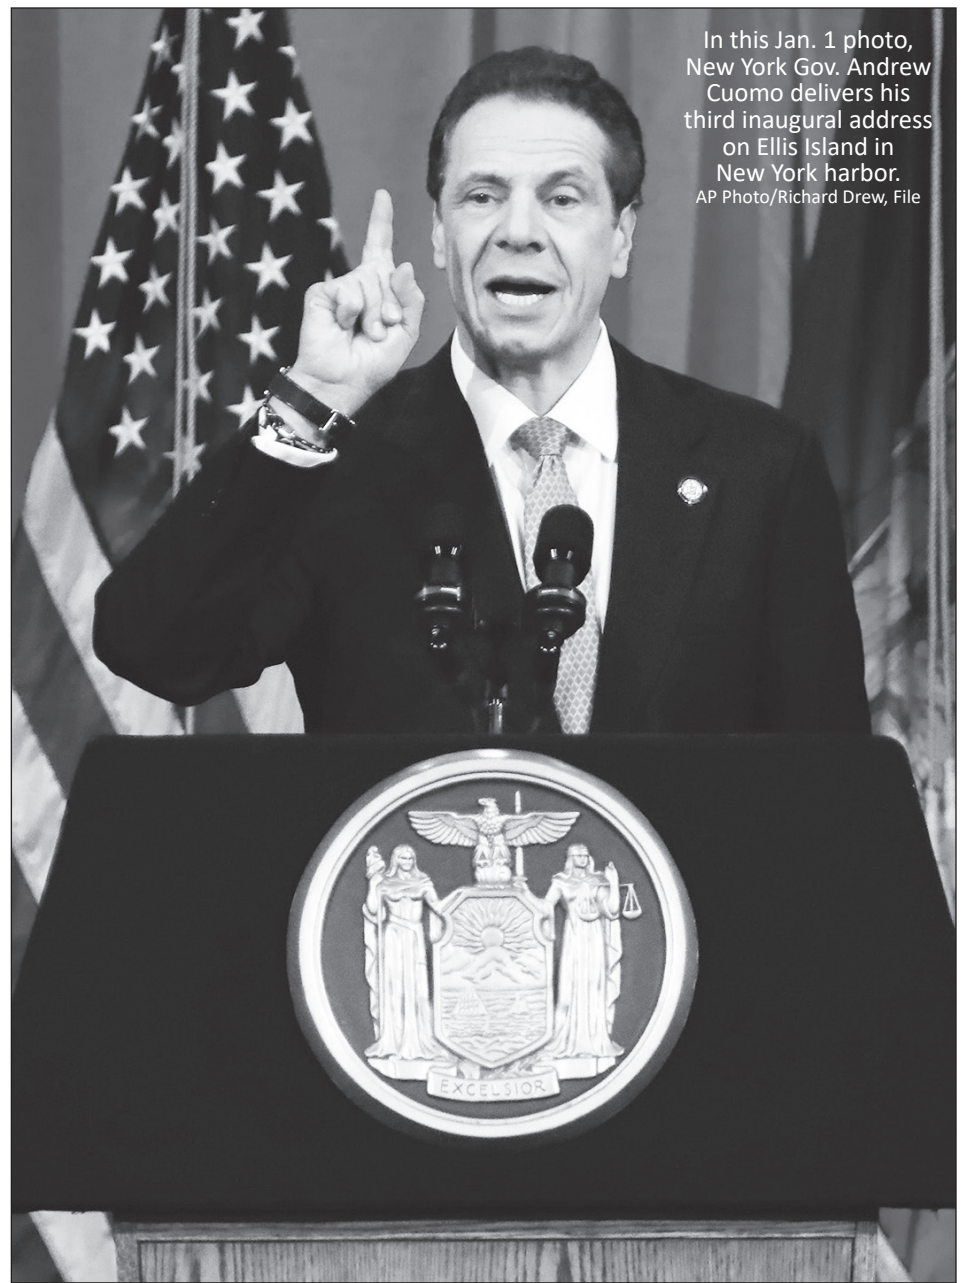 In this Jan. 1 photo,
New York Gov. Andrew
Cuomo delivers his
third inaugural address
on Ellis Island in
New York harbor.
AP Photo/Richard Drew, File
EXCELSIOR